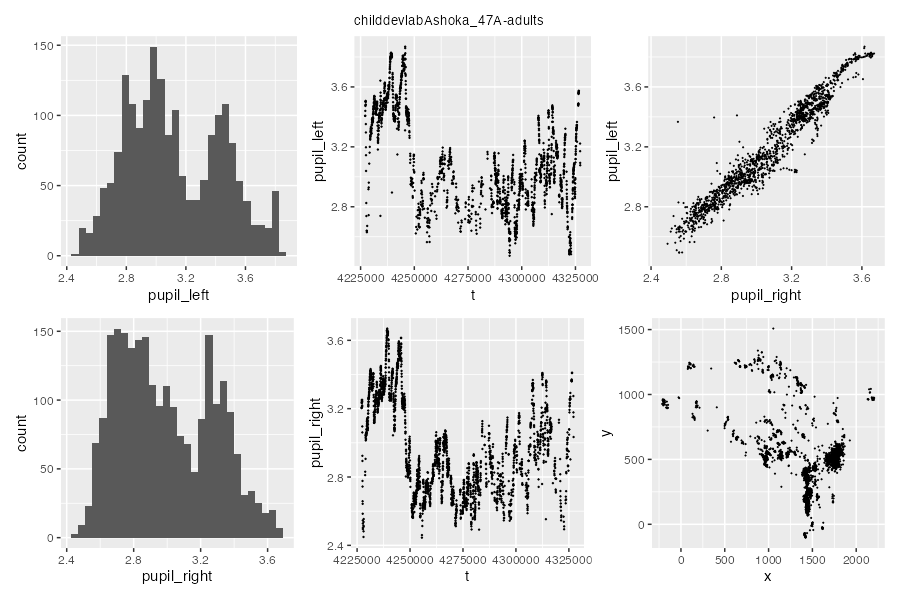 childdevlabAshoka_47A-adults
150
100
50
0
count
2.4 2.8 3.2 3.6
pupil_left
3.6
3.2
2.8
pupil_left
4225000 4250000 4275000 4300000 4325000
t
3.6
3.2
2.8
pupil_left
2.4 2.8 3.2 3.6
pupil_right
150
100
50
0
count
2.4 2.8 3.2 3.6
pupil_right
3.6
3.2
2.8
2.4
pupil_right
4225000 4250000 4275000 4300000 4325000
t
1500
1000
500
0
y
0 500 1000 1500 2000
x